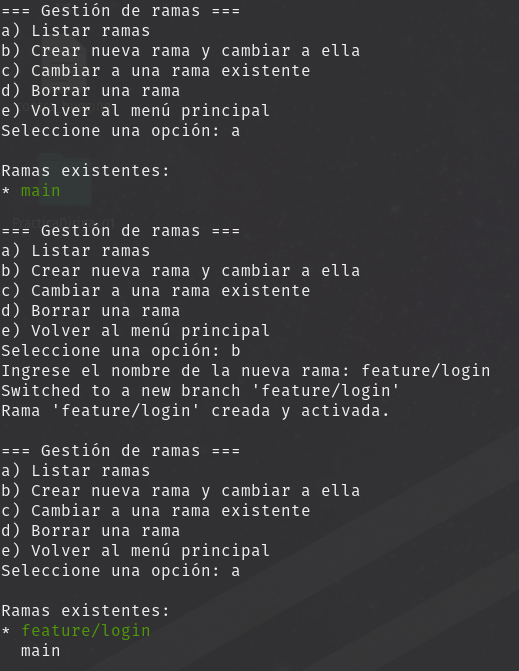 === Gestión de ramas ===
a) Listar ramas
b) Crear nueva rama y cambiar a ella
c) Cambiar a una rama existente
d) Borrar una rama
e) Volver al menú principal
Seleccione una opción: a
Ramas existentes:
* main
=== Gestión de ramas ===
a) Listar ramas
b) Crear nueva rama y cambiar a ella
c) Cambiar a una rama existente
d) Borrar una rama
e) Volver al menú principal
Seleccione una opción: b
Ingrese el nombre de la nueva rama: feature/login
Switched to a new branch 'feature/login'
Rama 'feature/login' creada y activada.
=== Gestión de ramas ===
a) Listar ramas
b) Crear nueva rama y cambiar a ella
c) Cambiar a una rama existente
d) Borrar una rama
e) Volver al menú principal
Seleccione una opción: a
Ramas existentes:
* feature/login
main